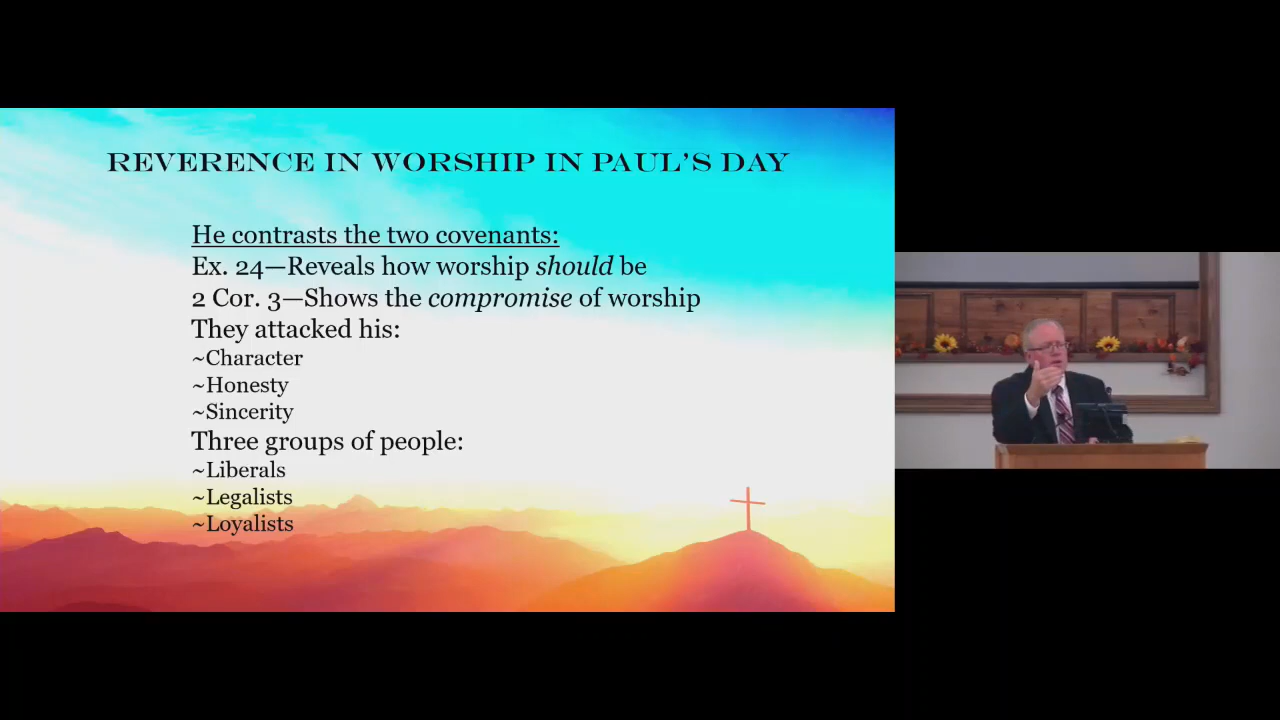 REVERENCE IN WORSHIP IN PAUL'S DAY
He contrasts the two covenants:
Ex. 24—Reveals how worship should be
2 Cor. 3—Shows the compromise of worship
They attacked his:
~Character
~Honesty
~Sincerity
Three groups of people:
~Liberals
~Legalists
~Loyalists